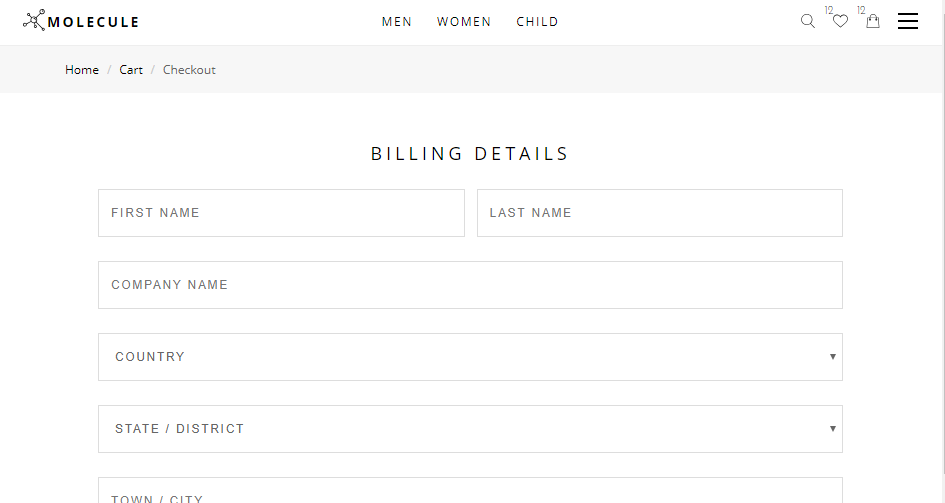 MOLECULE
MEN WOMEN CHILD
12 12
Home / Cart / Checkout
BILLING DETAILS
FIRST NAME LAST NAME
COMPANY NAME
COUNTRY
STATE / DISTRICT
TOWN / CITY